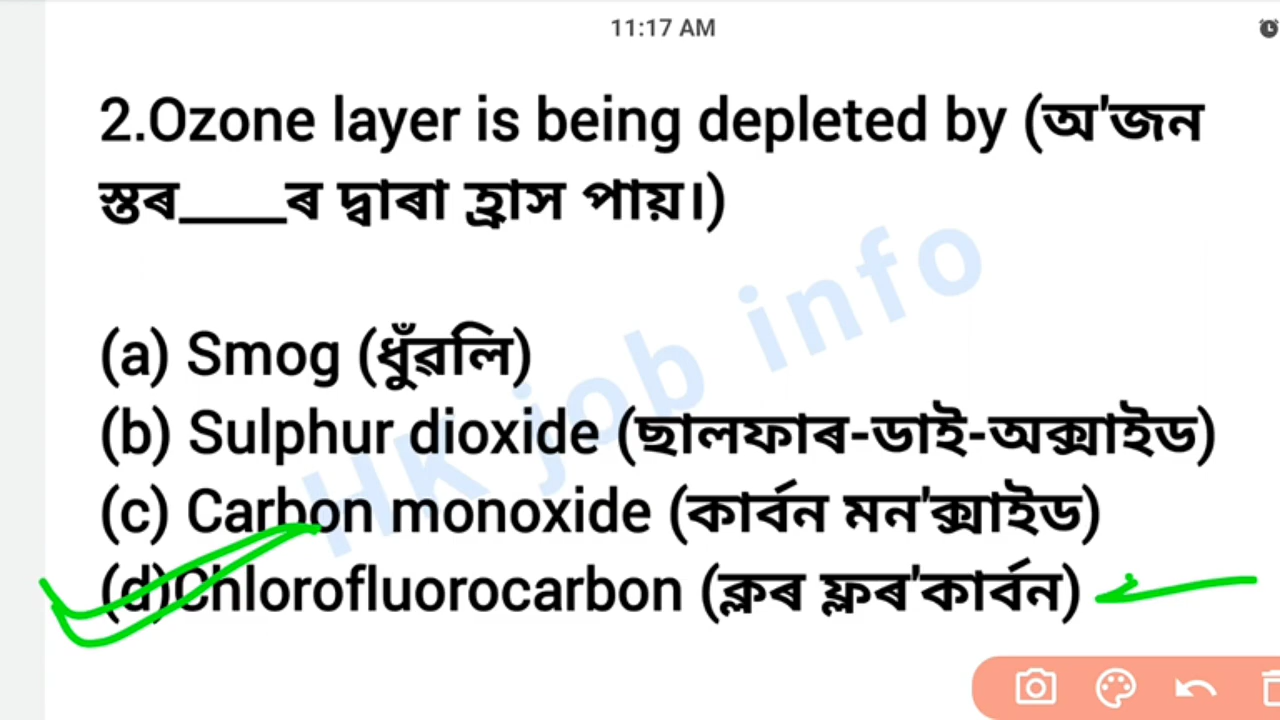 11:17 AM
2.Ozone layer is being depleted by (অ'জন
স্তৰ____ৰ দ্বাৰা হ্ৰাস পায়।)
(a) Smog (ধুঁৱলি)
(b) Sulphur dioxide (ছালফাৰ-ডাই-অক্সাইড)
(c) Carbon monoxide (কাৰ্বন মন'ক্সাইড)
(d)Chlorofluorocarbon (ক্লৰ ফ্লৰ'কাৰ্বন)
HK job info